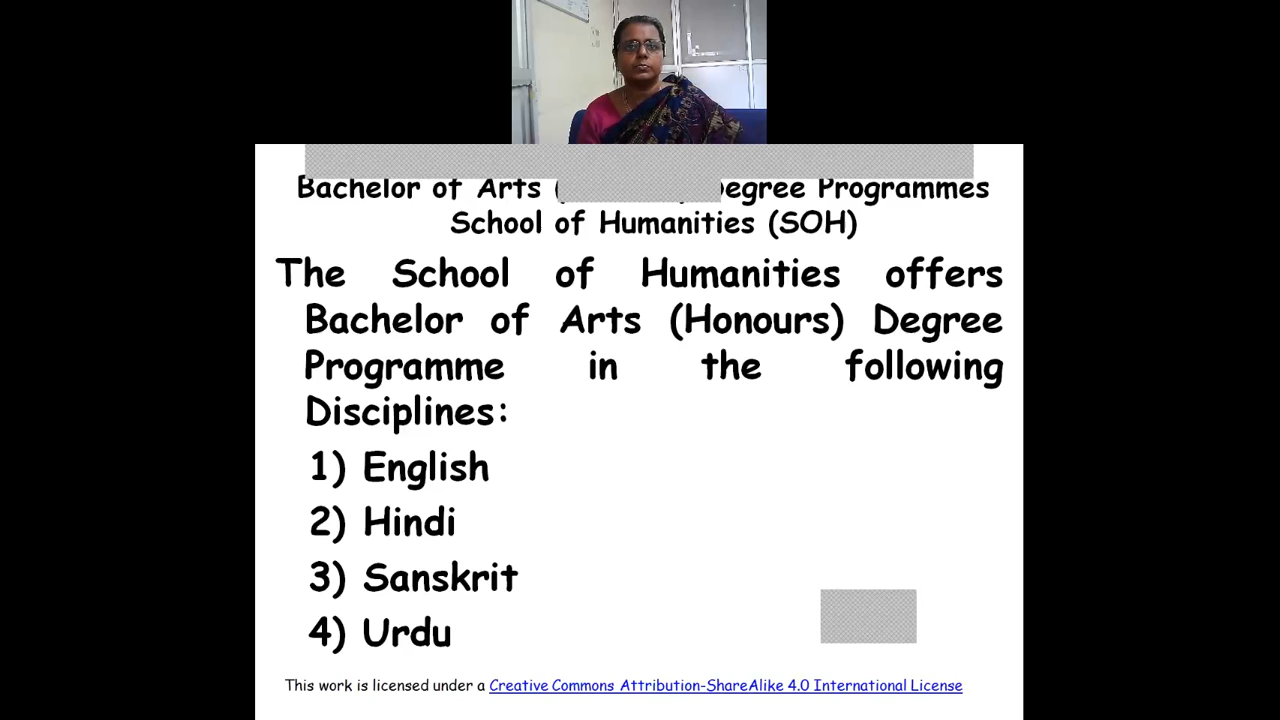 Bachelor of Arts ( Degree Programmes
School of Humanities (SOH)
The School of Humanities offers
Bachelor of Arts (Honours) Degree
Programme in the following
Disciplines:
1) English
2) Hindi
3) Sanskrit
4) Urdu
This work is licensed under a Creative Commons Attribution-ShareAlike 4.0 International License